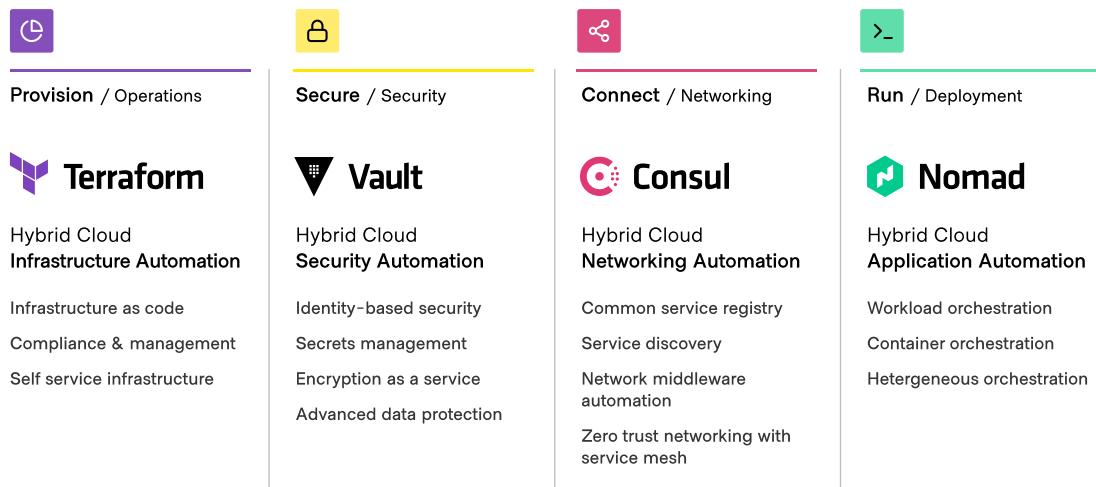 Provision / Operations
Terraform
Hybrid Cloud
Infrastructure Automation
Infrastructure as code
Compliance & management
Self service infrastructure
Secure / Security
Vault
Hybrid Cloud
Security Automation
Identity-based security
Secrets management
Encryption as a service
Advanced data protection
Connect / Networking
Consul
Hybrid Cloud
Networking Automation
Common service registry
Service discovery
Network middleware
automation
Zero trust networking with
service mesh
Run / Deployment
Nomad
Hybrid Cloud
Application Automation
Workload orchestration
Container orchestration
Hetergeneous orchestration